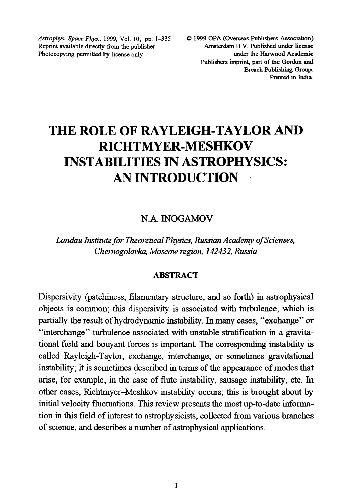 Astrophys. Space Phys., 1999, Vol. 10, pp. 1–335
Reprint available directly from the publisher
Photocopying permitted by license only
© 1999 OPA (Overseas Publishers Association)
Amsterdam B.V. Published under license
under the Harwood Academic
Publishers imprint, part of the Gordon and
Breach Publishing Group.
Printed in India.
THE ROLE OF RAYLEIGH-TAYLOR AND
RICHTMYER-MESHKOV
INSTABILITIES IN ASTROPHYSICS:
AN INTRODUCTION
N.A. INOGAMOV
Landau Institute for Theoretical Physics, Russian Academy of Sciences,
Chernogolovka, Moscow region, 142432, Russia
ABSTRACT
Dispersivity (patchiness, filamentary structure, and so forth) in astrophysical
objects is common; this dispersivity is associated with turbulence, which is
partially the result of hydrodynamic instability. In many cases, "exchange" or
"interchange" turbulence associated with unstable stratification in a gravita-
tional field and buoyant forces is important. The corresponding instability is
called Rayleigh-Taylor, exchange, interchange, or sometimes gravitational
instability; it is sometimes described in terms of the appearance of modes that
arise, for example, in the case of flute instability, sausage instability, etc. In
other cases, Richtmyer–Meshkov instability occurs; this is brought about by
initial velocity fluctuations. This review presents the most up-to-date informa-
tion in this field of interest to astrophysicists, collected from various branches
of science, and describes a number of astrophysical applications.
1